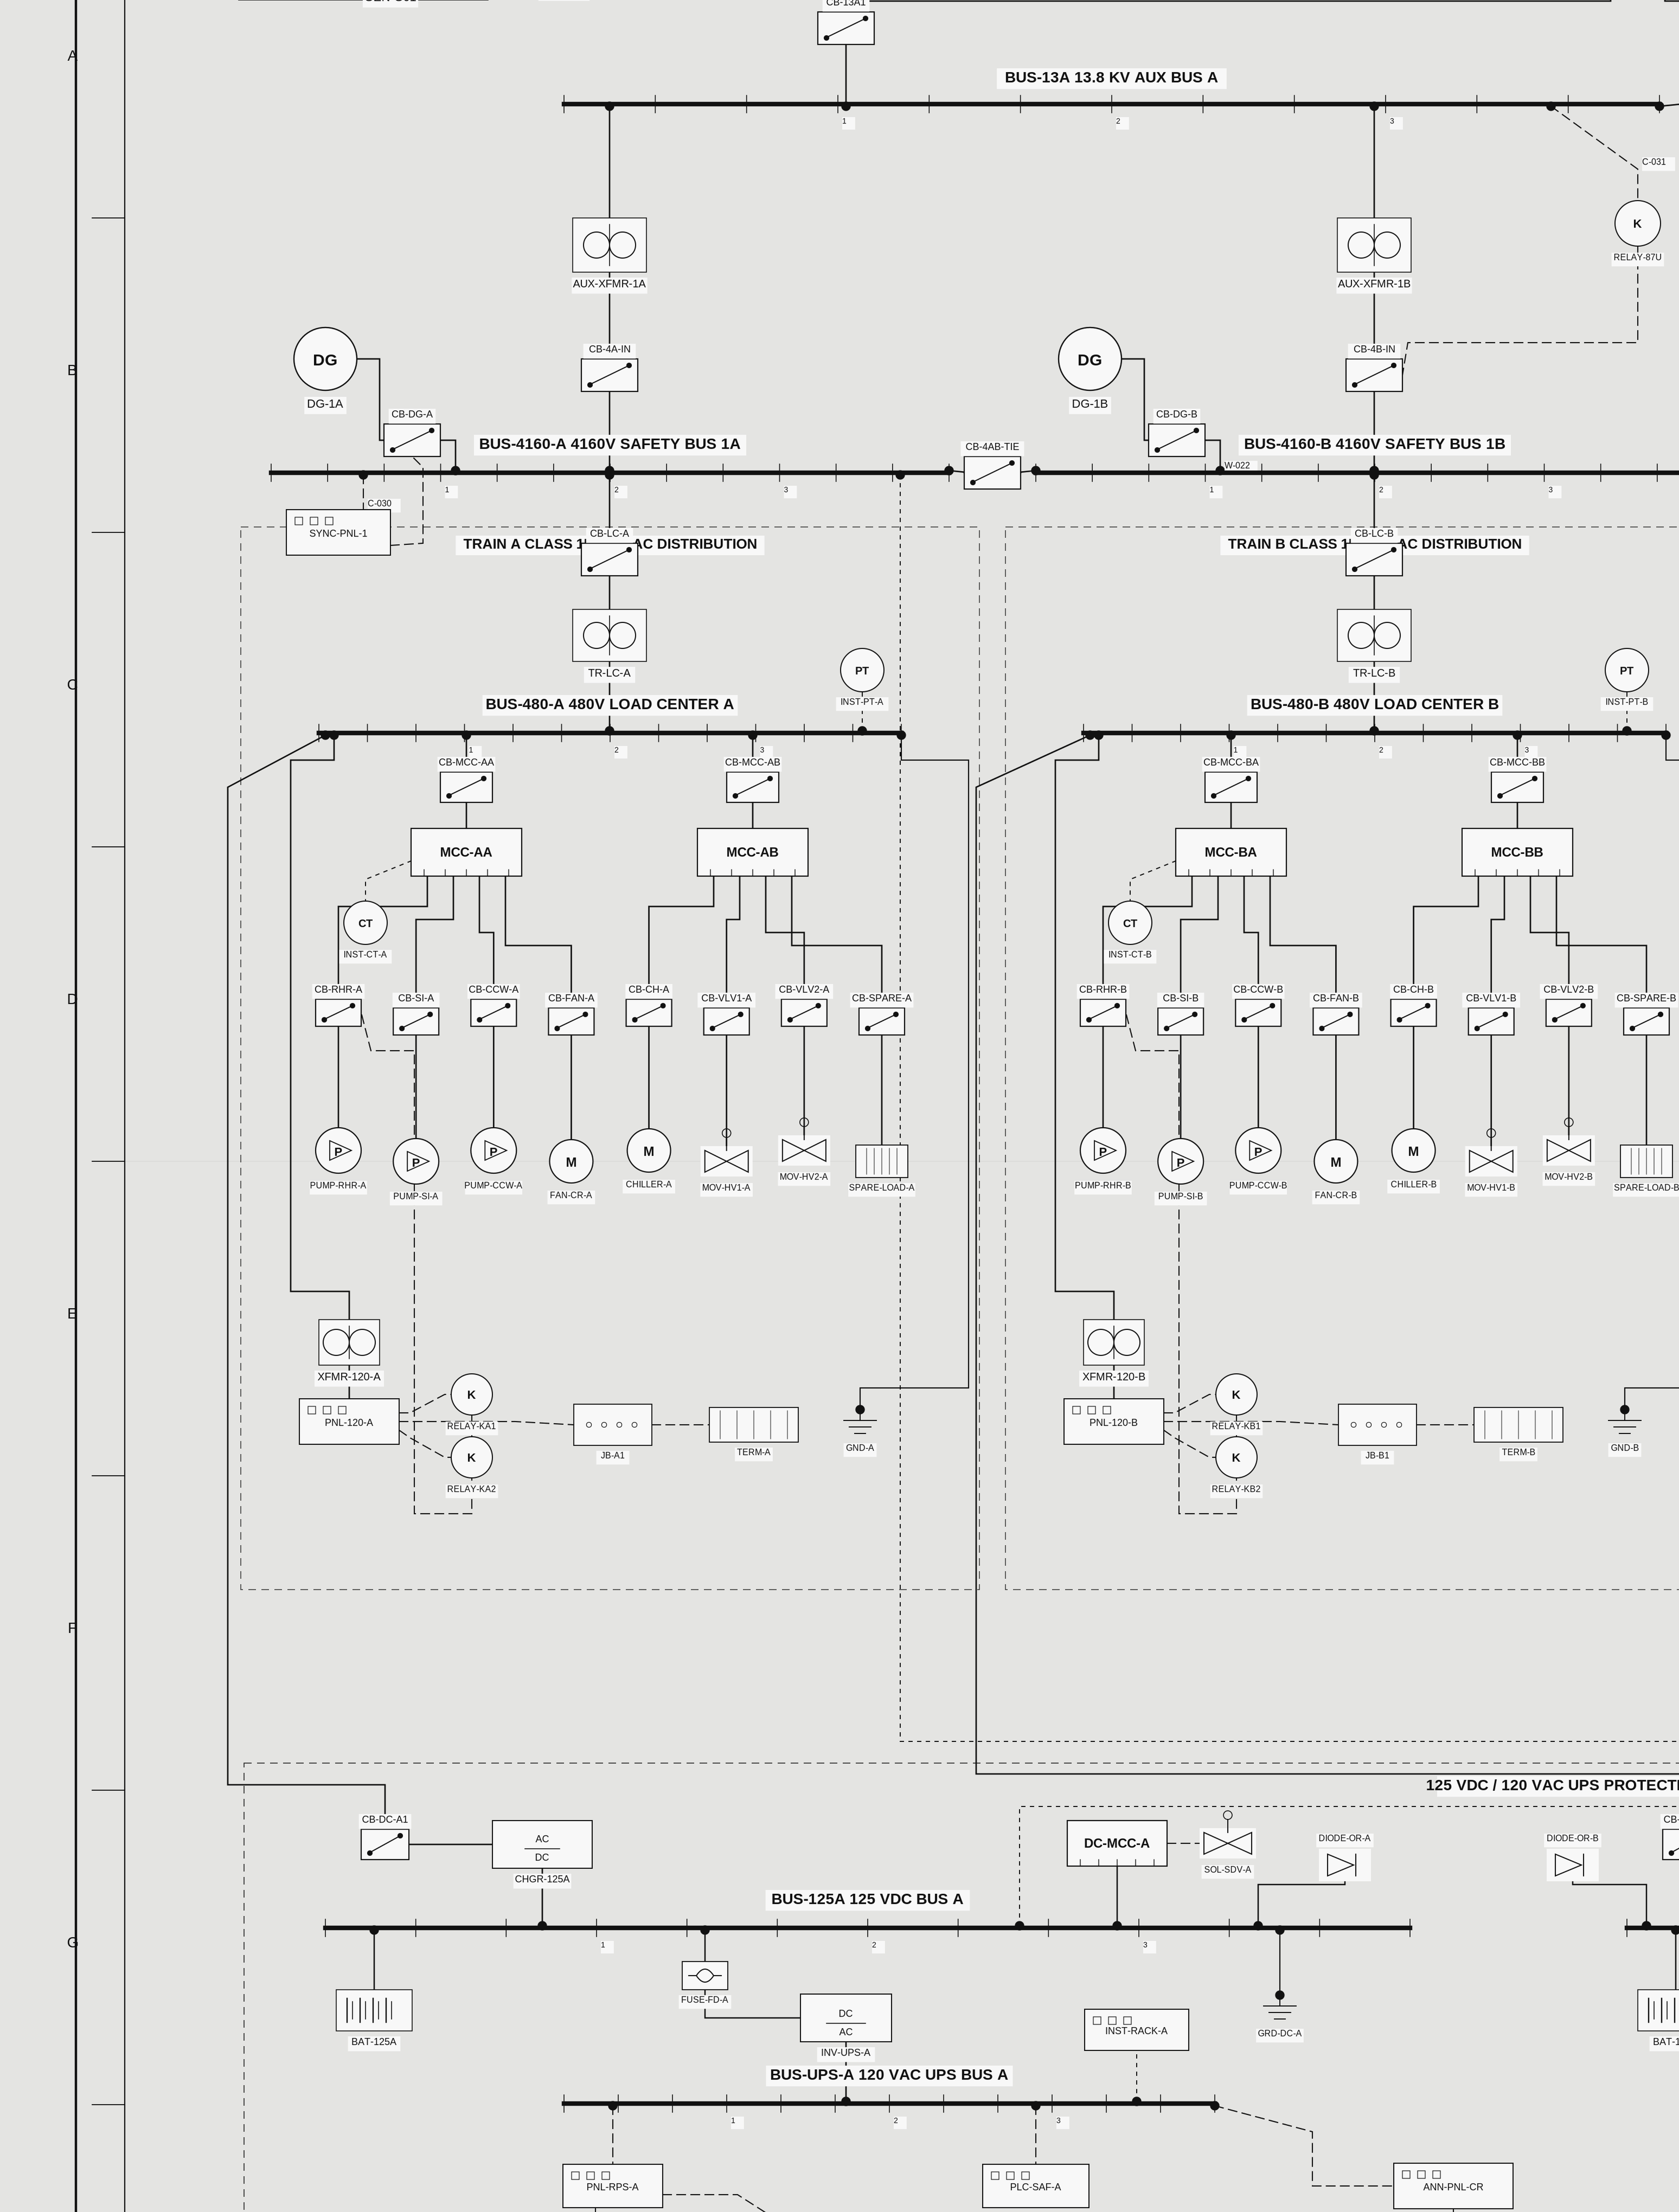 CB-13A1
A
BUS-13A 13.8 KV AUX BUS A
1
2
3
C-031
K
RELAY-87U
AUX-XFMR-1A
AUX-XFMR-1B
DG
DG-1A
CB-4A-IN
DG
DG-1B
CB-4B-IN
B
CB-DG-A
BUS-4160-A 4160V SAFETY BUS 1A
CB-4AB-TIE
CB-DG-B
BUS-4160-B 4160V SAFETY BUS 1B
W-022
1
2
3
1
2
3
C-030
SYNC-PNL-1
TRAIN A CLASS
AC DISTRIBUTION
CB-LC-A
TRAIN B CLASS
AC DISTRIBUTION
CB-LC-B
TR-LC-A
PT
INST-PT-A
TR-LC-B
PT
INST-PT-B
C
BUS-480-A 480V LOAD CENTER A
BUS-480-B 480V LOAD CENTER B
1
2
3
1
2
3
CB-MCC-AA
CB-MCC-AB
CB-MCC-BA
CB-MCC-BB
MCC-AA
MCC-AB
MCC-BA
MCC-BB
CT
INST-CT-A
CT
INST-CT-B
D
CB-RHR-A
CB-SI-A
CB-CCW-A
CB-FAN-A
CB-CH-A
CB-VLV1-A
CB-VLV2-A
CB-SPARE-A
CB-RHR-B
CB-SI-B
CB-CCW-B
CB-FAN-B
CB-CH-B
CB-VLV1-B
CB-VLV2-B
CB-SPARE-B
P
P
P
M
M
P
P
P
M
M
PUMP-RHR-A
PUMP-SI-A
PUMP-CCW-A
FAN-CR-A
CHILLER-A
MOV-HV1-A
MOV-HV2-A
SPARE-LOAD-A
PUMP-RHR-B
PUMP-SI-B
PUMP-CCW-B
FAN-CR-B
CHILLER-B
MOV-HV1-B
MOV-HV2-B
SPARE-LOAD-B
E
XFMR-120-A
XFMR-120-B
PNL-120-A
K
RELAY-KA1
K
RELAY-KA2
JB-A1
TERM-A
GND-A
PNL-120-B
K
RELAY-KB1
K
RELAY-KB2
JB-B1
TERM-B
GND-B
F
125 VDC / 120 VAC UPS
CB-DC-A1
AC
DC
CHGR-125A
DC-MCC-A
SOL-SDV-A
DIODE-OR-A
DIODE-OR-B
BUS-125A 125 VDC BUS A
G
1
2
3
BAT-125A
FUSE-FD-A
DC
AC
INV-UPS-A
INST-RACK-A
GRD-DC-A
BUS-UPS-A 120 VAC UPS BUS A
1
2
3
PNL-RPS-A
PLC-SAF-A
ANN-PNL-CR